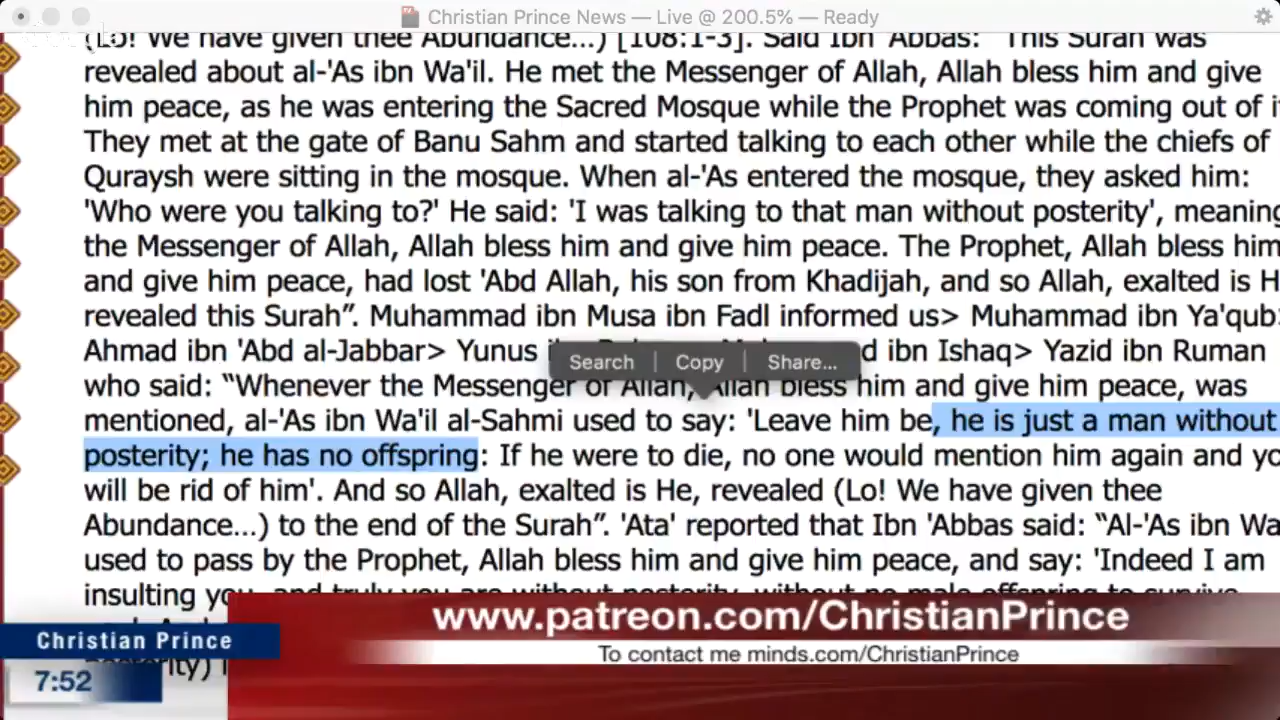 Christian Prince News — Live @ 200.5% — Ready
(Lo! We have given thee Abundance...) [108:1-3]. Said Ibn 'Abbas: "This Surah was
revealed about al-'As ibn Wa'il. He met the Messenger of Allah, Allah bless him and give
him peace, as he was entering the Sacred Mosque while the Prophet was coming out of
They met at the gate of Banu Sahm and started talking to each other while the chiefs of
Quraysh were sitting in the mosque. When al-'As entered the mosque, they asked him:
'Who were you talking to?' He said: 'I was talking to that man without posterity', meaning
the Messenger of Allah, Allah bless him and give him peace. The Prophet, Allah bless him
and give him peace, had lost 'Abd Allah, his son from Khadijah, and so Allah, exalted is
revealed this Surah”. Muhammad ibn Musa ibn Fadl informed us> Muhammad ibn Ya'qub
Ahmad ibn 'Abd al-Jabbar> Yunus ibn Ishaq> Yazid ibn Ruman
Search Copy Share...
who said: “Whenever the Messenger of Allah, Allah bless him and give him peace, was
mentioned, al-'As ibn Wa'il al-Sahmi used to say: 'Leave him be, he is just a man without
posterity; he has no offspring: If he were to die, no one would mention him again and
will be rid of him'. And so Allah, exalted is He, revealed (Lo! We have given thee
Abundance...) to the end of the Surah”. 'Ata' reported that Ibn 'Abbas said: “Al-'As ibn
used to pass by the Prophet, Allah bless him and give him peace, and say: 'Indeed I am
insulting you, and truly you are without posterity, without no male offspring to survive
www.patreon.com/ChristianPrince
Christian Prince
To contact me minds.com/ChristianPrince
7:52